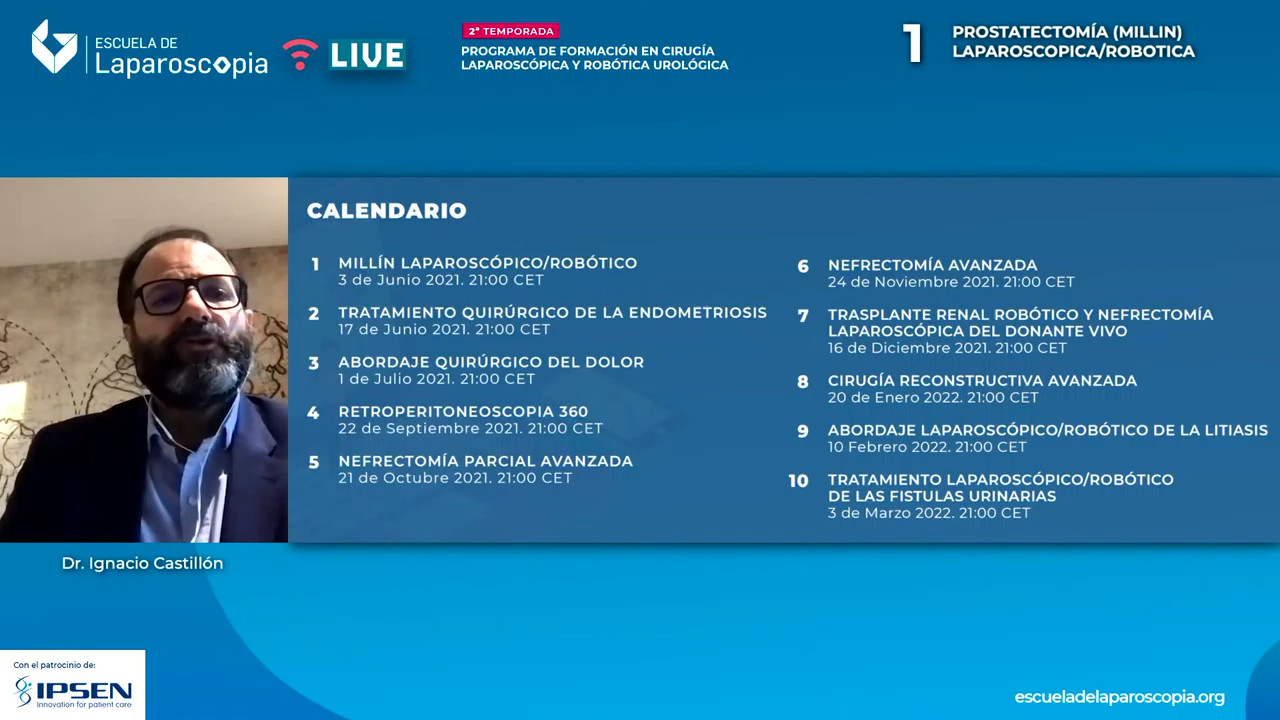 ESCUELA DE
Laparoscopia
LIVE
2ª TEMPORADA
PROGRAMA DE FORMACIÓN EN CIRUGÍA
LAPAROSCÓPICA Y ROBÓTICA UROLÓGICA
1
PROSTATECTOMÍA (MILLIN)
LAPAROSCOPICA/ROBOTICA
CALENDARIO
1 MILLÍN LAPAROSCÓPICO/ROBÓTICO
3 de Junio 2021. 21:00 CET
2 TRATAMIENTO QUIRÚRGICO DE LA ENDOMETRIOSIS
17 de Junio 2021. 21:00 CET
3 ABORDAJE QUIRÚRGICO DEL DOLOR
1 de Julio 2021. 21:00 CET
4 RETROPERITONEOSCOPIA 360
22 de Septiembre 2021. 21:00 CET
5 NEFRECTOMÍA PARCIAL AVANZADA
21 de Octubre 2021. 21:00 CET
6 NEFRECTOMÍA AVANZADA
24 de Noviembre 2021. 21:00 CET
7 TRASPLANTE RENAL ROBÓTICO Y NEFRECTOMÍA
LAPAROSCÓPICA DEL DONANTE VIVO
16 de Diciembre 2021. 21:00 CET
8 CIRUGÍA RECONSTRUCTIVA AVANZADA
20 de Enero 2022. 21:00 CET
9 ABORDAJE LAPAROSCÓPICO/ROBÓTICO DE LA LITIASIS
10 Febrero 2022. 21:00 CET
10 TRATAMIENTO LAPAROSCÓPICO/ROBÓTICO
DE LAS FISTULAS URINARIAS
3 de Marzo 2022. 21:00 CET
Dr. Ignacio Castillón
Con el patrocinio de:
IPSEN
Innovation for patient care
escueladelaparoscopia.org